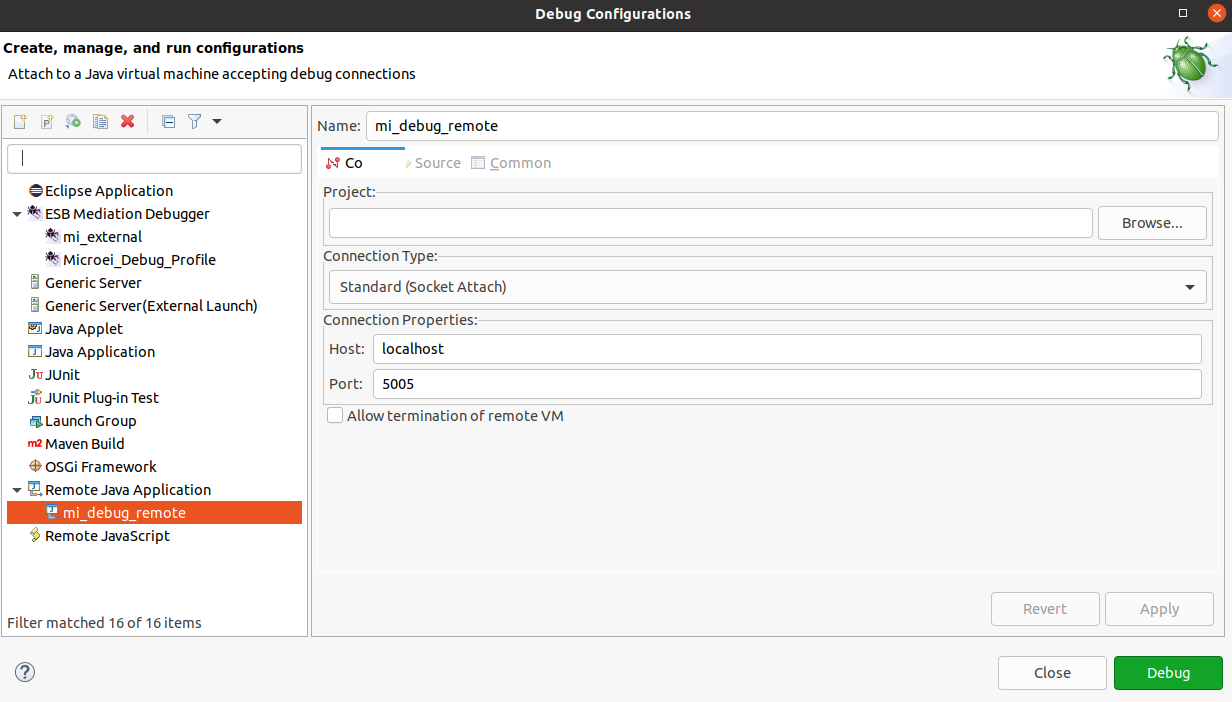 Debug Configurations
Create, manage, and run configurations
Attach to a Java virtual machine accepting debug connections
Name: mi_debug_remote
Co Source Common
Eclipse Application
ESB Mediation Debugger
mi_external
Microei_Debug_Profile
Generic Server
Generic Server(External Launch)
Java Applet
Java Application
JUnit
JUnit Plug-in Test
Launch Group
Maven Build
OSGi Framework
Remote Java Application
mi_debug_remote
Remote JavaScript
Filter matched 16 of 16 items
Project:
Browse...
Connection Type:
Standard (Socket Attach)
Connection Properties:
Host: localhost
Port: 5005
Allow termination of remote VM
Revert Apply
Close Debug